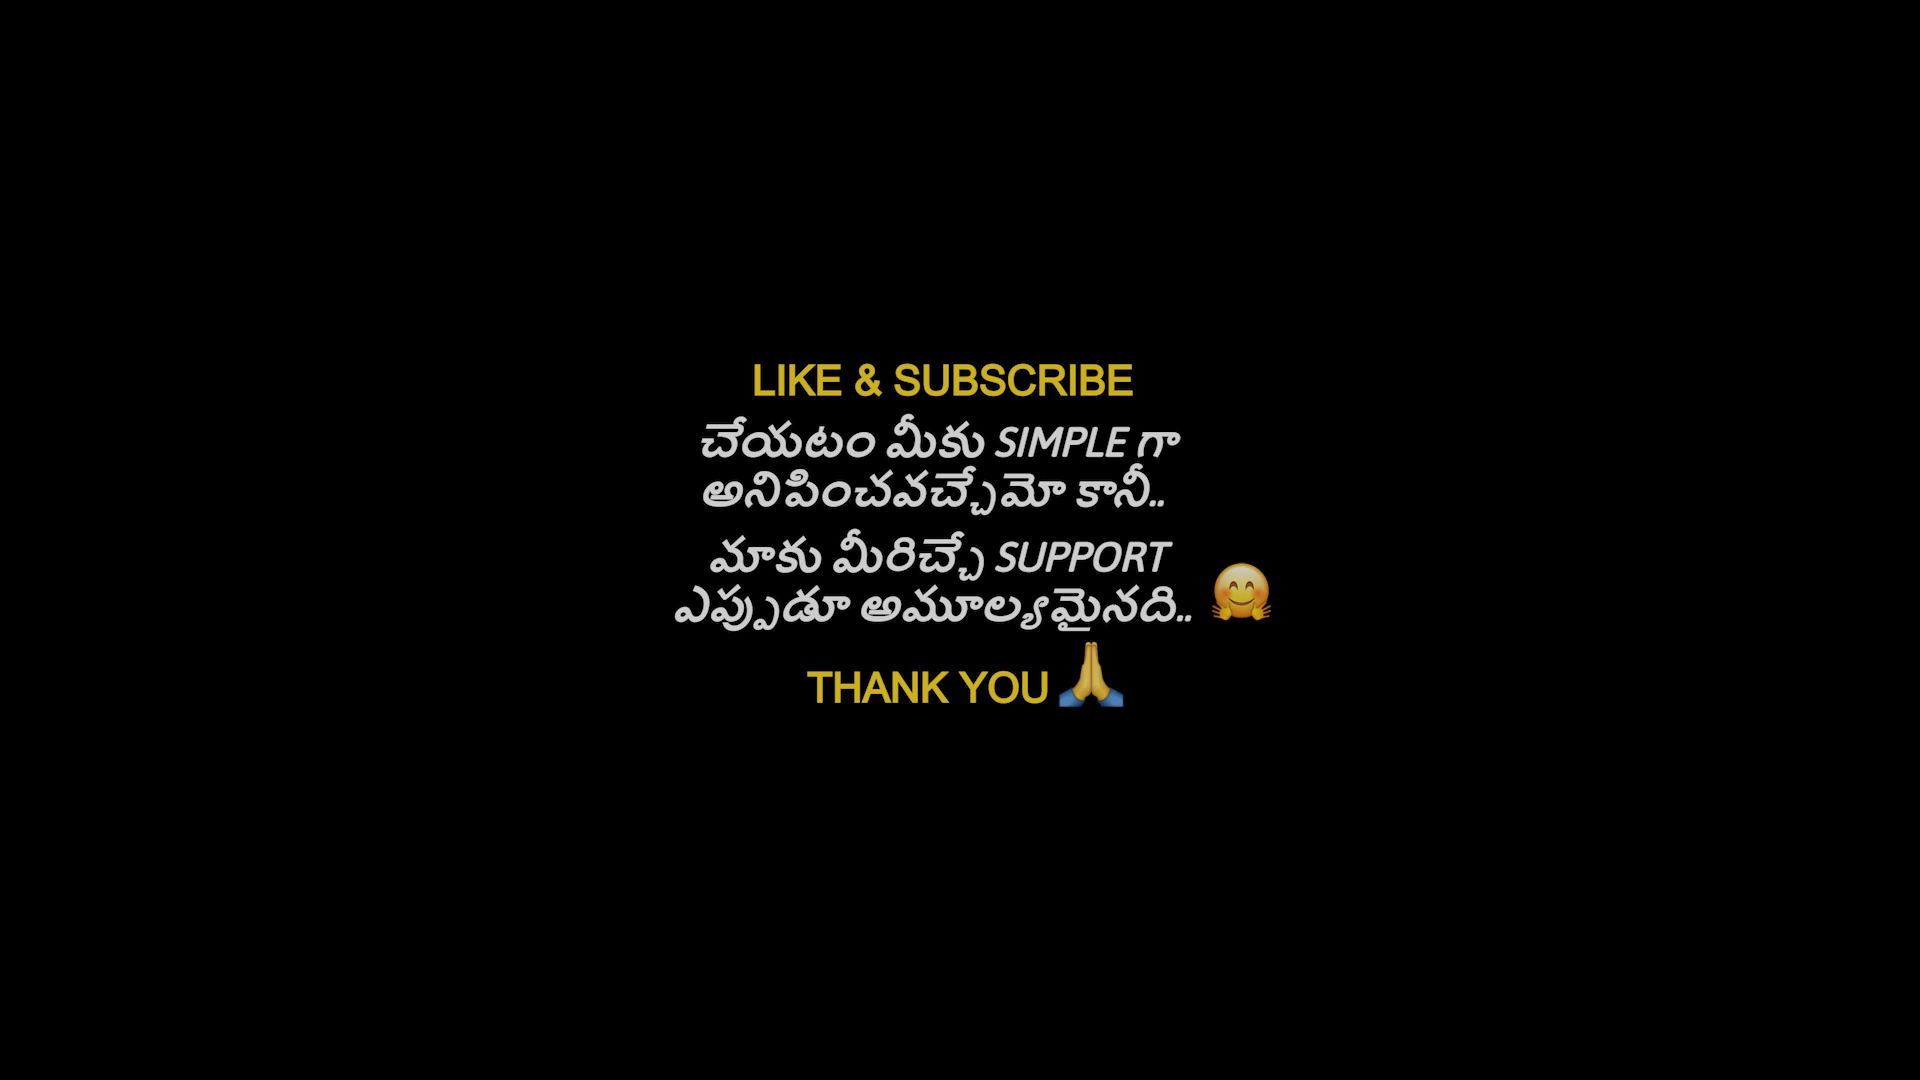 LIKE & SUBSCRIBE
చేయటం మీకు SIMPLE గా
అనిపించవచ్చేమో కానీ..
మాకు మీరిచ్చే SUPPORT
ఎప్పుడూ అమూల్యమైనది.. 🤗
THANK YOU 🙏